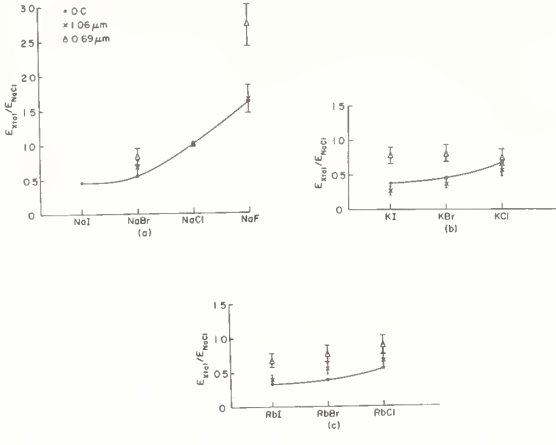 3.0
2.5
2.0
1.5
1.0
0.5
0
E_Xtal/E_NaCl
• D C
× 1.06 μm
△ 0.69 μm
NaI NaBr NaCl NaF
(a)
1.5
1.0
0.5
0
E_Xtal/E_NaCl
KI KBr KCl
(b)
1.5
1.0
0.5
0
E_Xtal/E_NaCl
RbI RbBr RbCl
(c)